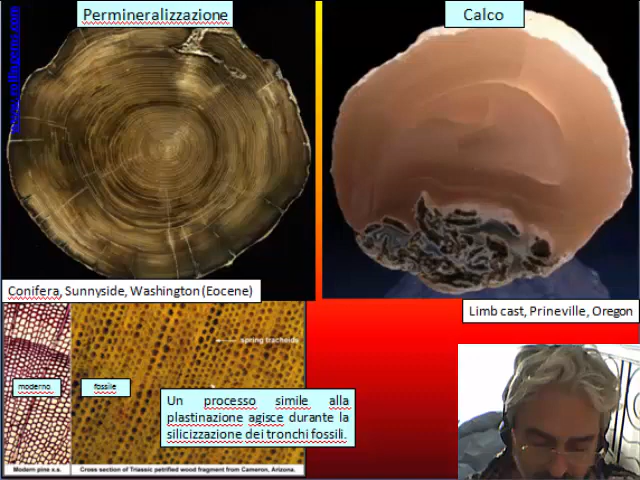 Permineralizzazione
Calco
Conifera, Sunnyside, Washington (Eocene)
Limb cast, Prineville, Oregon
spring tracheids
moderno
fossile
Un processo simile alla
plastinazione agisce durante la
silicizzazione dei tronchi fossili.
Modern pine x.s.
Cross section of Triassic petrified wood fragment from Cameron, Arizona.